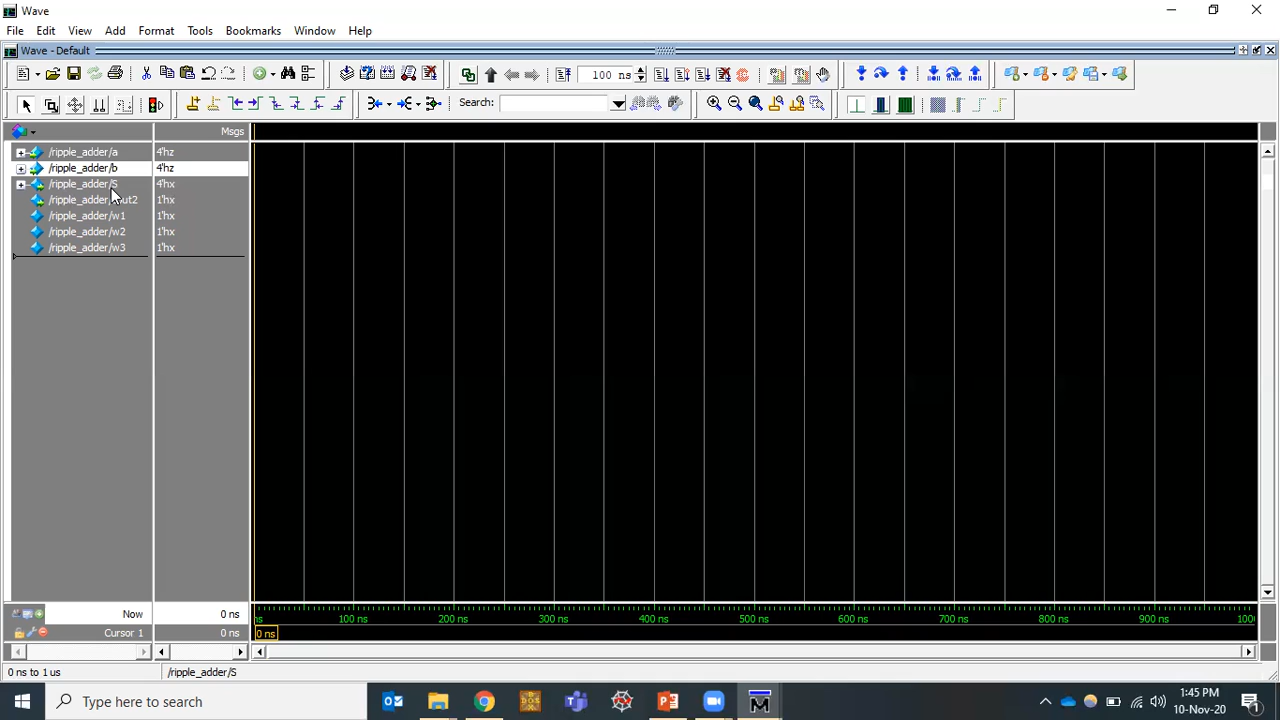 Wave
File Edit View Add Format Tools Bookmarks Window Help
Wave - Default
100 ns
Search:
Msgs
/ripple_adder/a 4'hz
/ripple_adder/b 4'hz
/ripple_adder/S 4'hx
/ripple_adder ut2 1'hx
/ripple_adder/w1 1'hx
/ripple_adder/w2 1'hx
/ripple_adder/w3 1'hx
Now 0 ns
ns 100 ns 200 ns 300 ns 400 ns 500 ns 600 ns 700 ns 800 ns 900 ns 100
Cursor 1 0 ns 0 ns
0 ns to 1 us /ripple_adder/S
Type here to search
1:45 PM
10-Nov-20